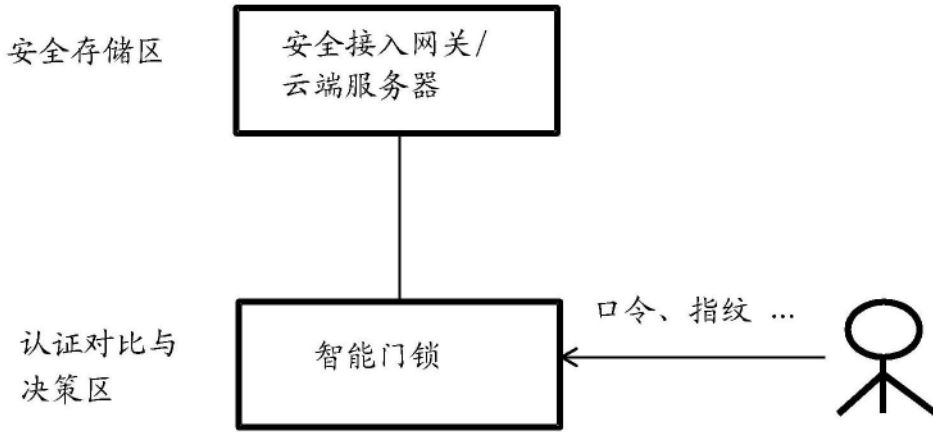 安全存储区
安全接入网关/
云端服务器
口令、指纹 ...
认证对比与
决策区
智能门锁